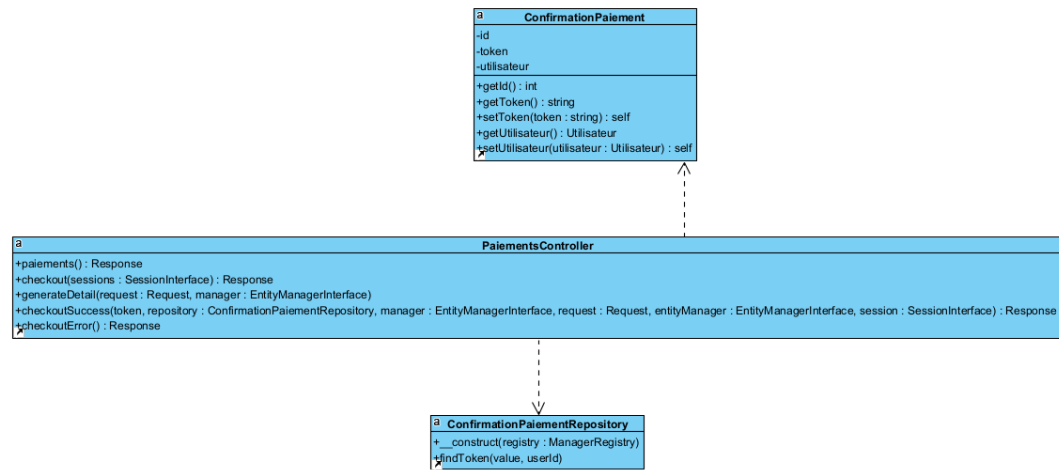 a
ConfirmationPaiement
-id
-token
-utilisateur
+getId() : int
+getToken() : string
+setToken(token : string) : self
+getUtilisateur() : Utilisateur
+setUtilisateur(utilisateur : Utilisateur) : self
a
PaiementsController
+paiements() : Response
+checkout(sessions : SessionInterface) : Response
+generateDetail(request : Request, manager : EntityManagerInterface)
+checkoutSuccess(token, repository : ConfirmationPaiementRepository, manager : EntityManagerInterface, request : Request, entityManager : EntityManagerInterface, session : SessionInterface) : Response
+checkoutError() : Response
a
ConfirmationPaiementRepository
+__construct(registry : ManagerRegistry)
+findToken(value, userId)